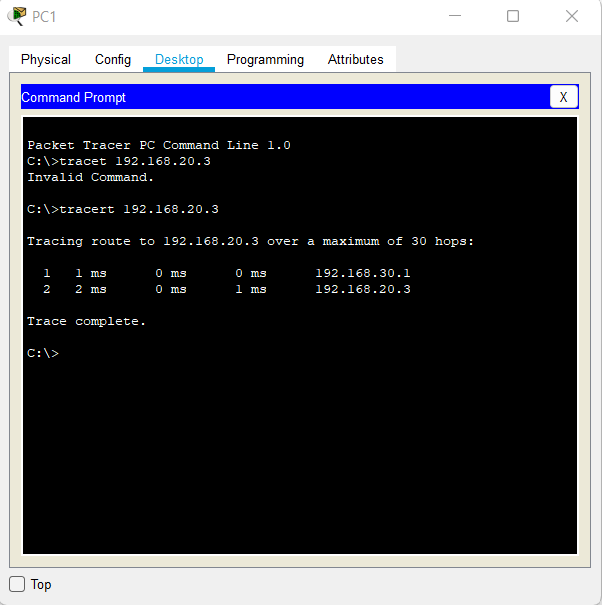 PC1
Physical Config Desktop Programming Attributes
Command Prompt
X
Packet Tracer PC Command Line 1.0
C:\>tracet 192.168.20.3
Invalid Command.
C:\>tracert 192.168.20.3
Tracing route to 192.168.20.3 over a maximum of 30 hops:
1 1 ms 0 ms 0 ms 192.168.30.1
2 2 ms 0 ms 1 ms 192.168.20.3
Trace complete.
C:\>
Top